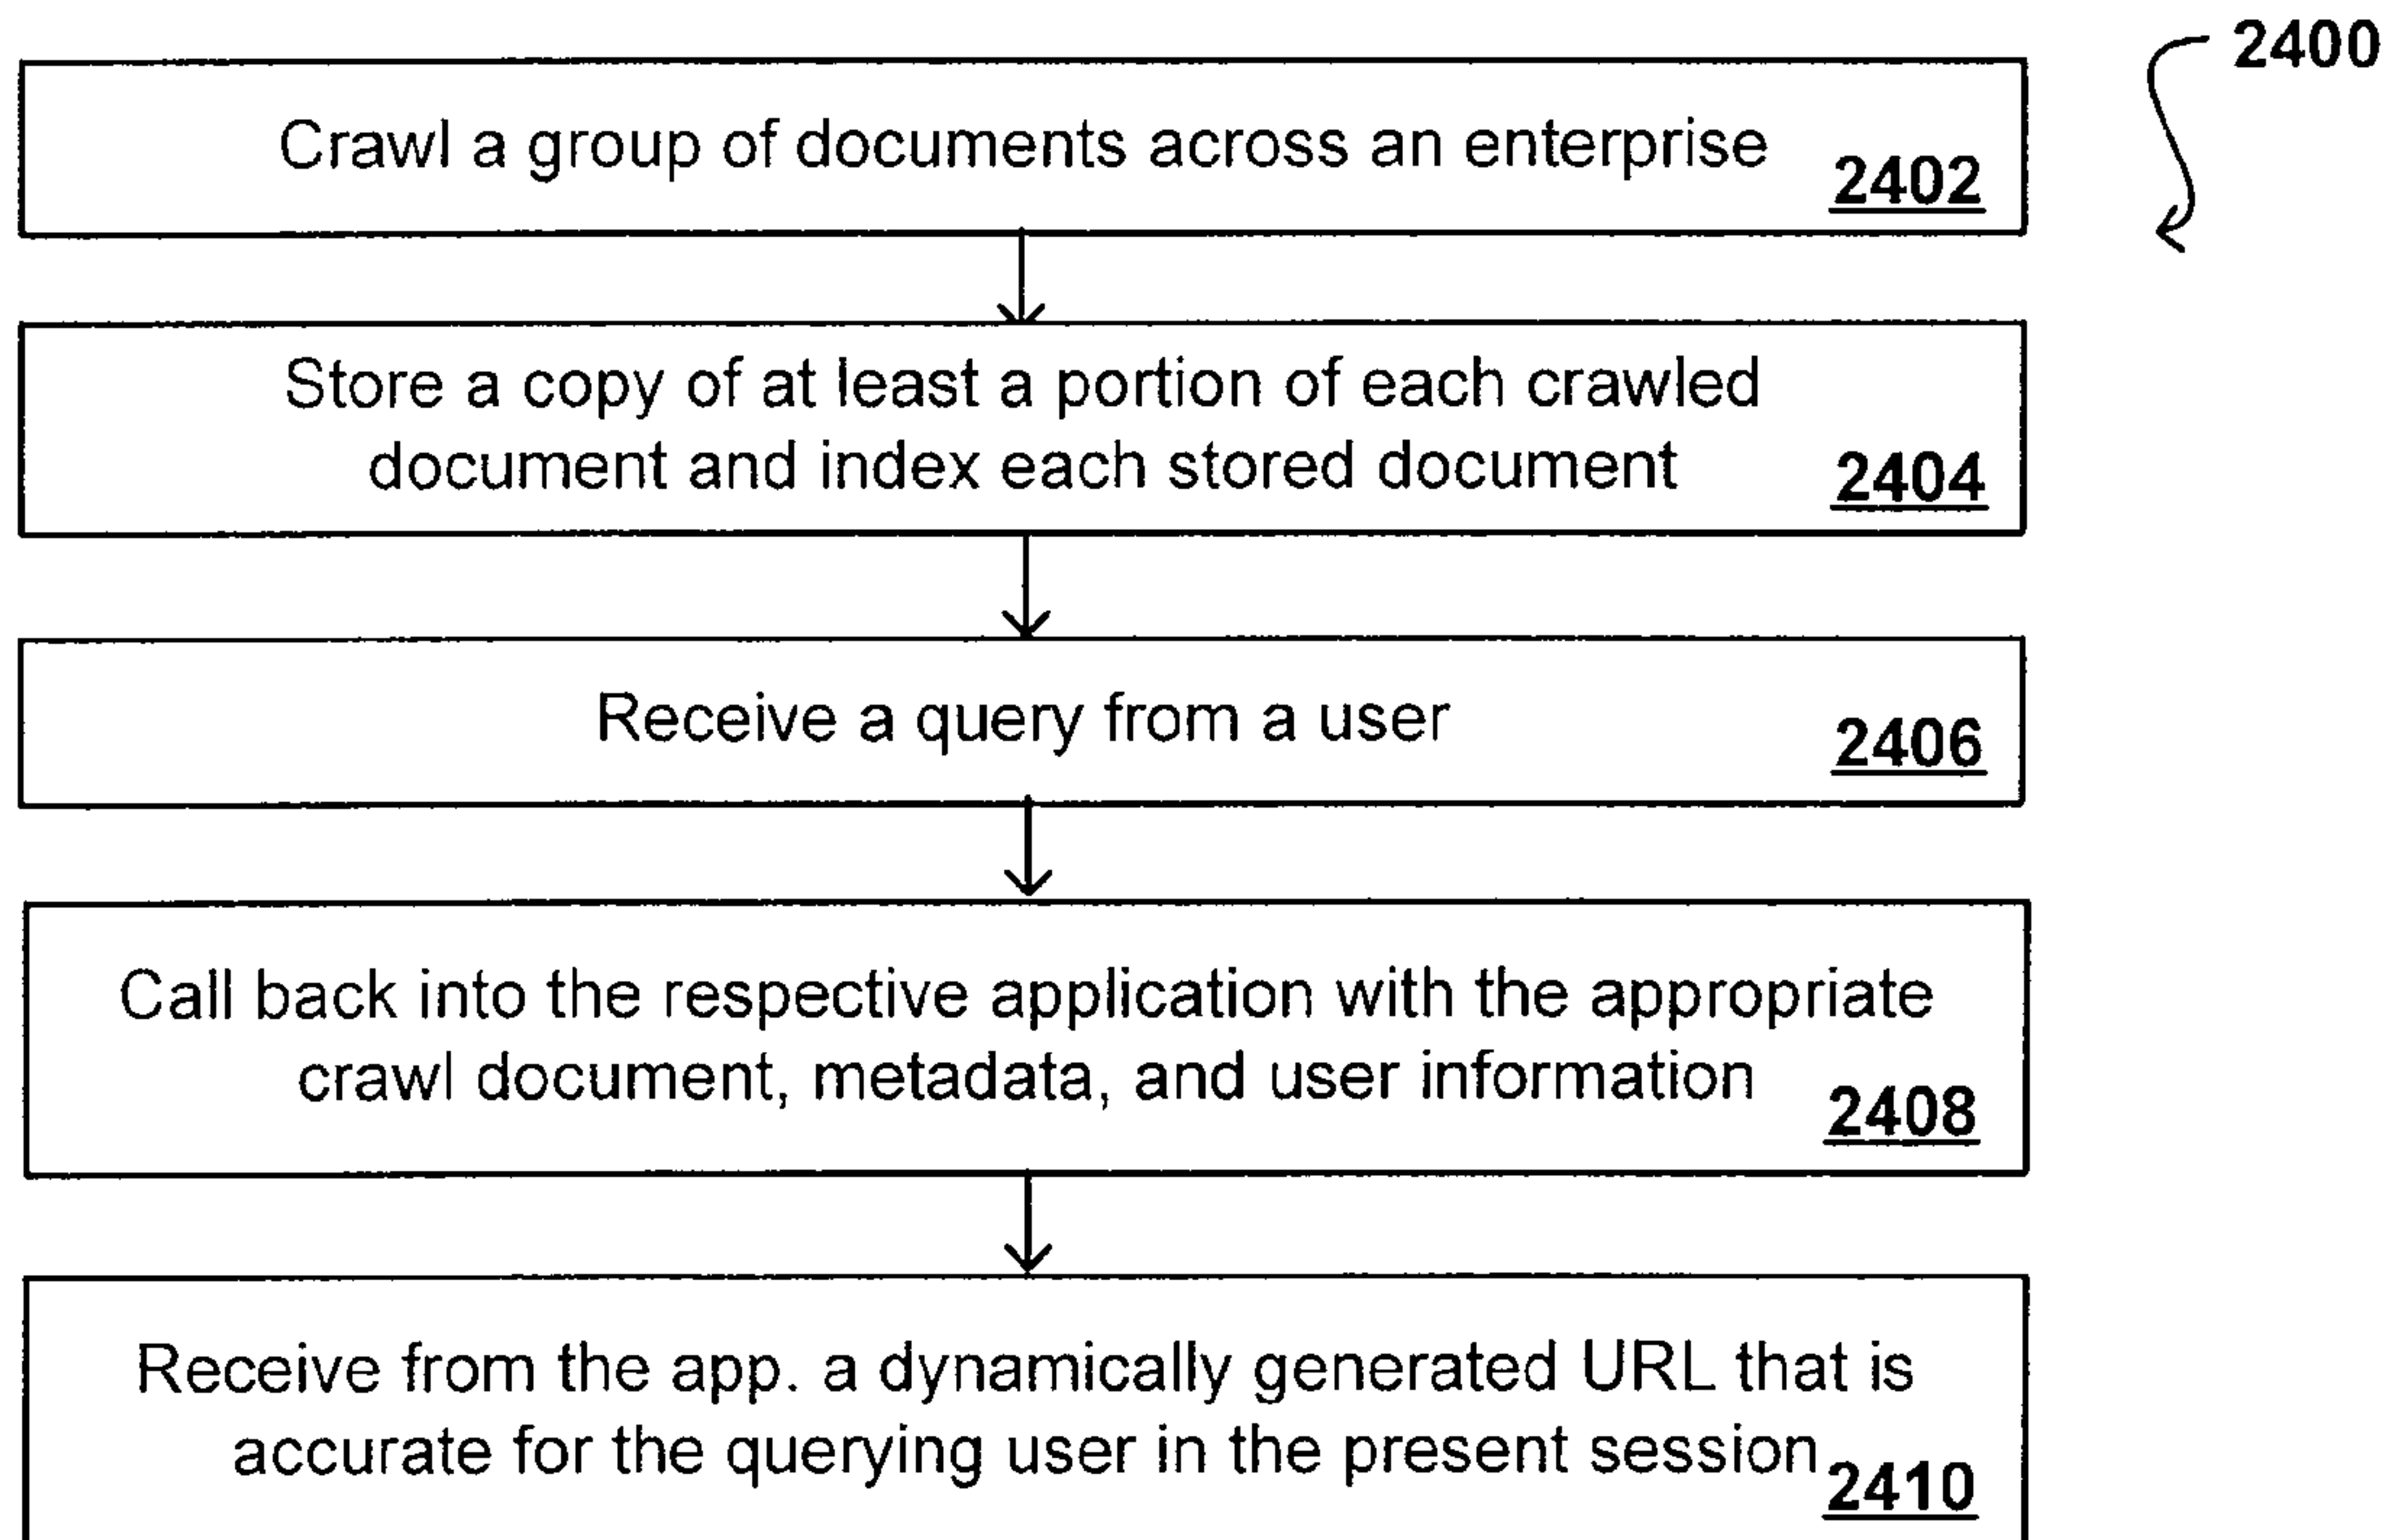 2400
Crawl a group of documents across an enterprise
2402
Store a copy of at least a portion of each crawled
document and index each stored document
2404
Receive a query from a user
2406
Call back into the respective application with the appropriate
crawl document, metadata, and user information
2408
Receive from the app. a dynamically generated URL that is
accurate for the querying user in the present session
2410